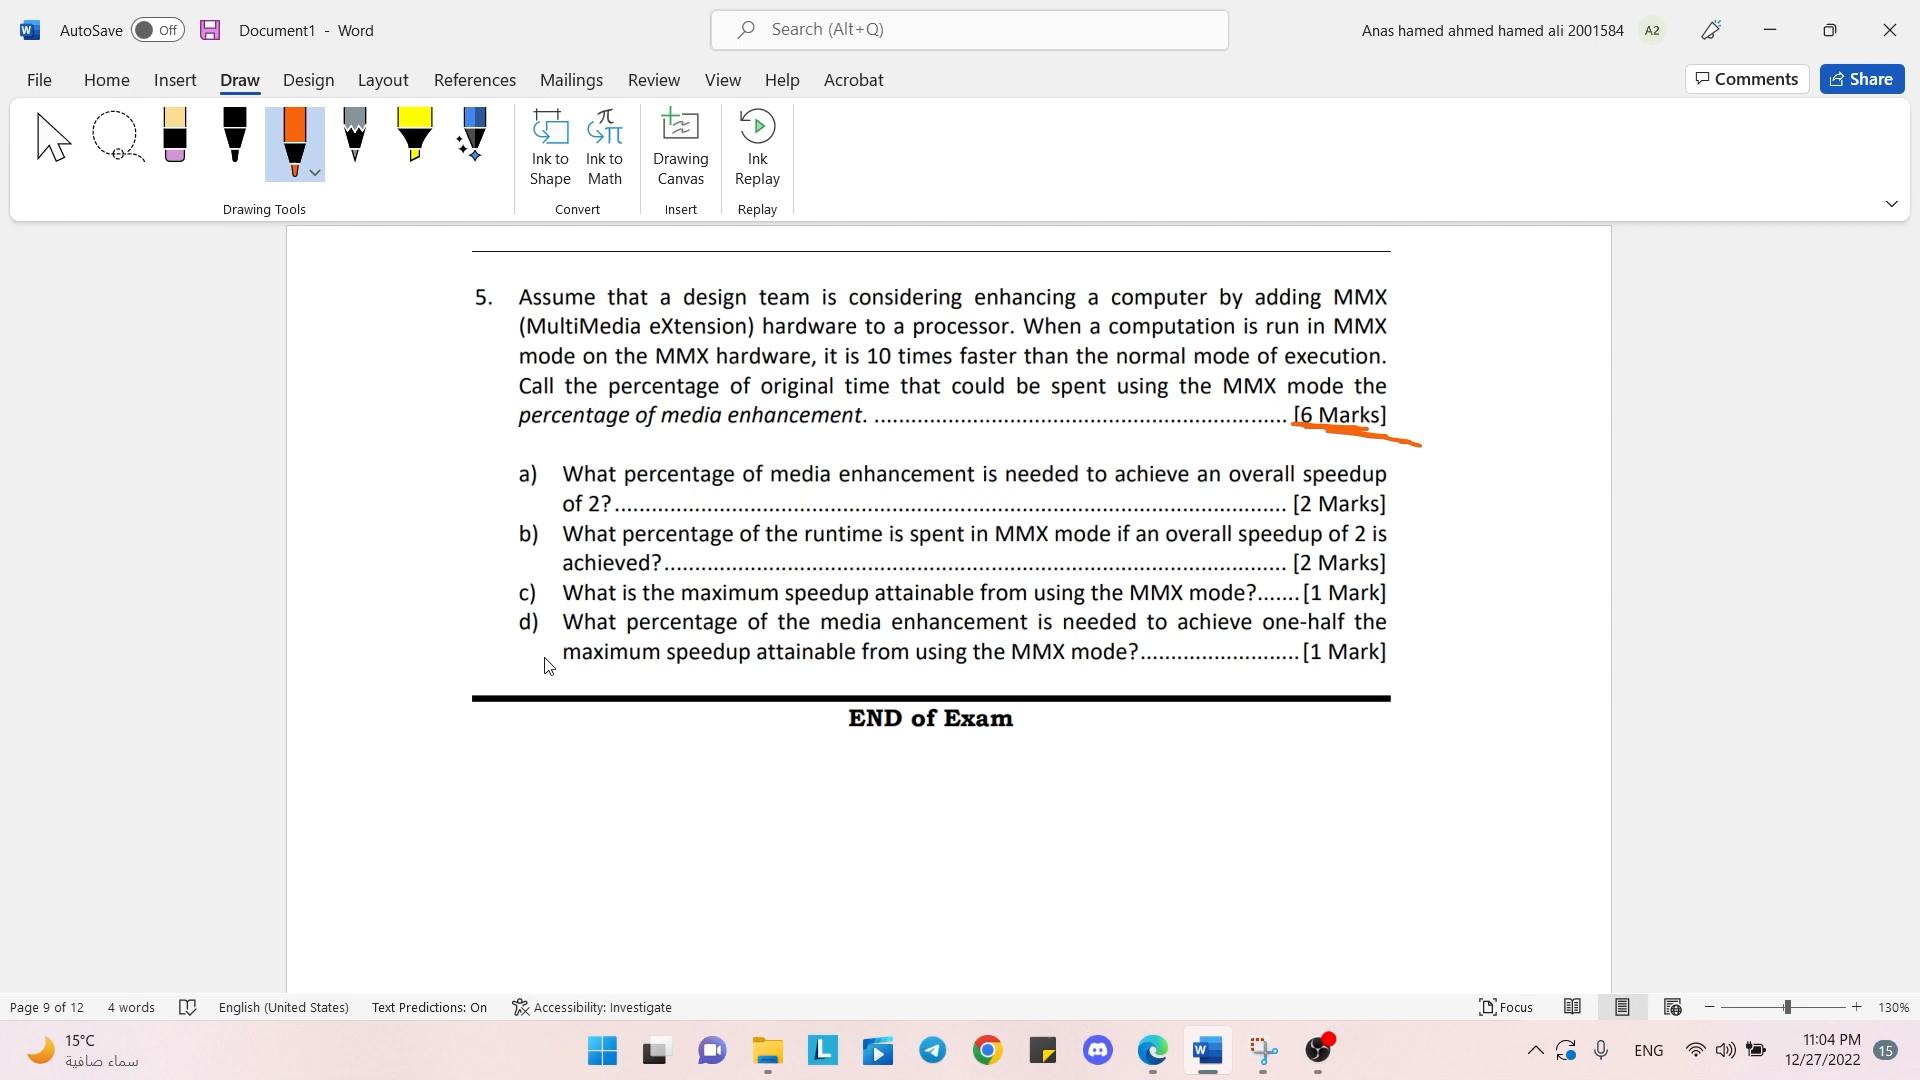 AutoSave Off Document1 - Word Search (Alt+Q) Anas hamed ahmed hamed ali 2001584 A2
File Home Insert Draw Design Layout References Mailings Review View Help Acrobat Comments Share
Ink to Shape
Ink to Math
Drawing Canvas
Ink Replay
Drawing Tools Convert Insert Replay
5. Assume that a design team is considering enhancing a computer by adding MMX
(MultiMedia eXtension) hardware to a processor. When a computation is run in MMX
mode on the MMX hardware, it is 10 times faster than the normal mode of execution.
Call the percentage of original time that could be spent using the MMX mode the
percentage of media enhancement. .................................................................... [6 Marks]
a) What percentage of media enhancement is needed to achieve an overall speedup
of 2?............................................................................................................... [2 Marks]
b) What percentage of the runtime is spent in MMX mode if an overall speedup of 2 is
achieved?...................................................................................................... [2 Marks]
c) What is the maximum speedup attainable from using the MMX mode?....... [1 Mark]
d) What percentage of the media enhancement is needed to achieve one-half the
maximum speedup attainable from using the MMX mode?.......................... [1 Mark]
END of Exam
Page 9 of 12 4 words English (United States) Text Predictions: On Accessibility: Investigate Focus 130%
15°C
سماء صافية
ENG
11:04 PM
12/27/2022
15